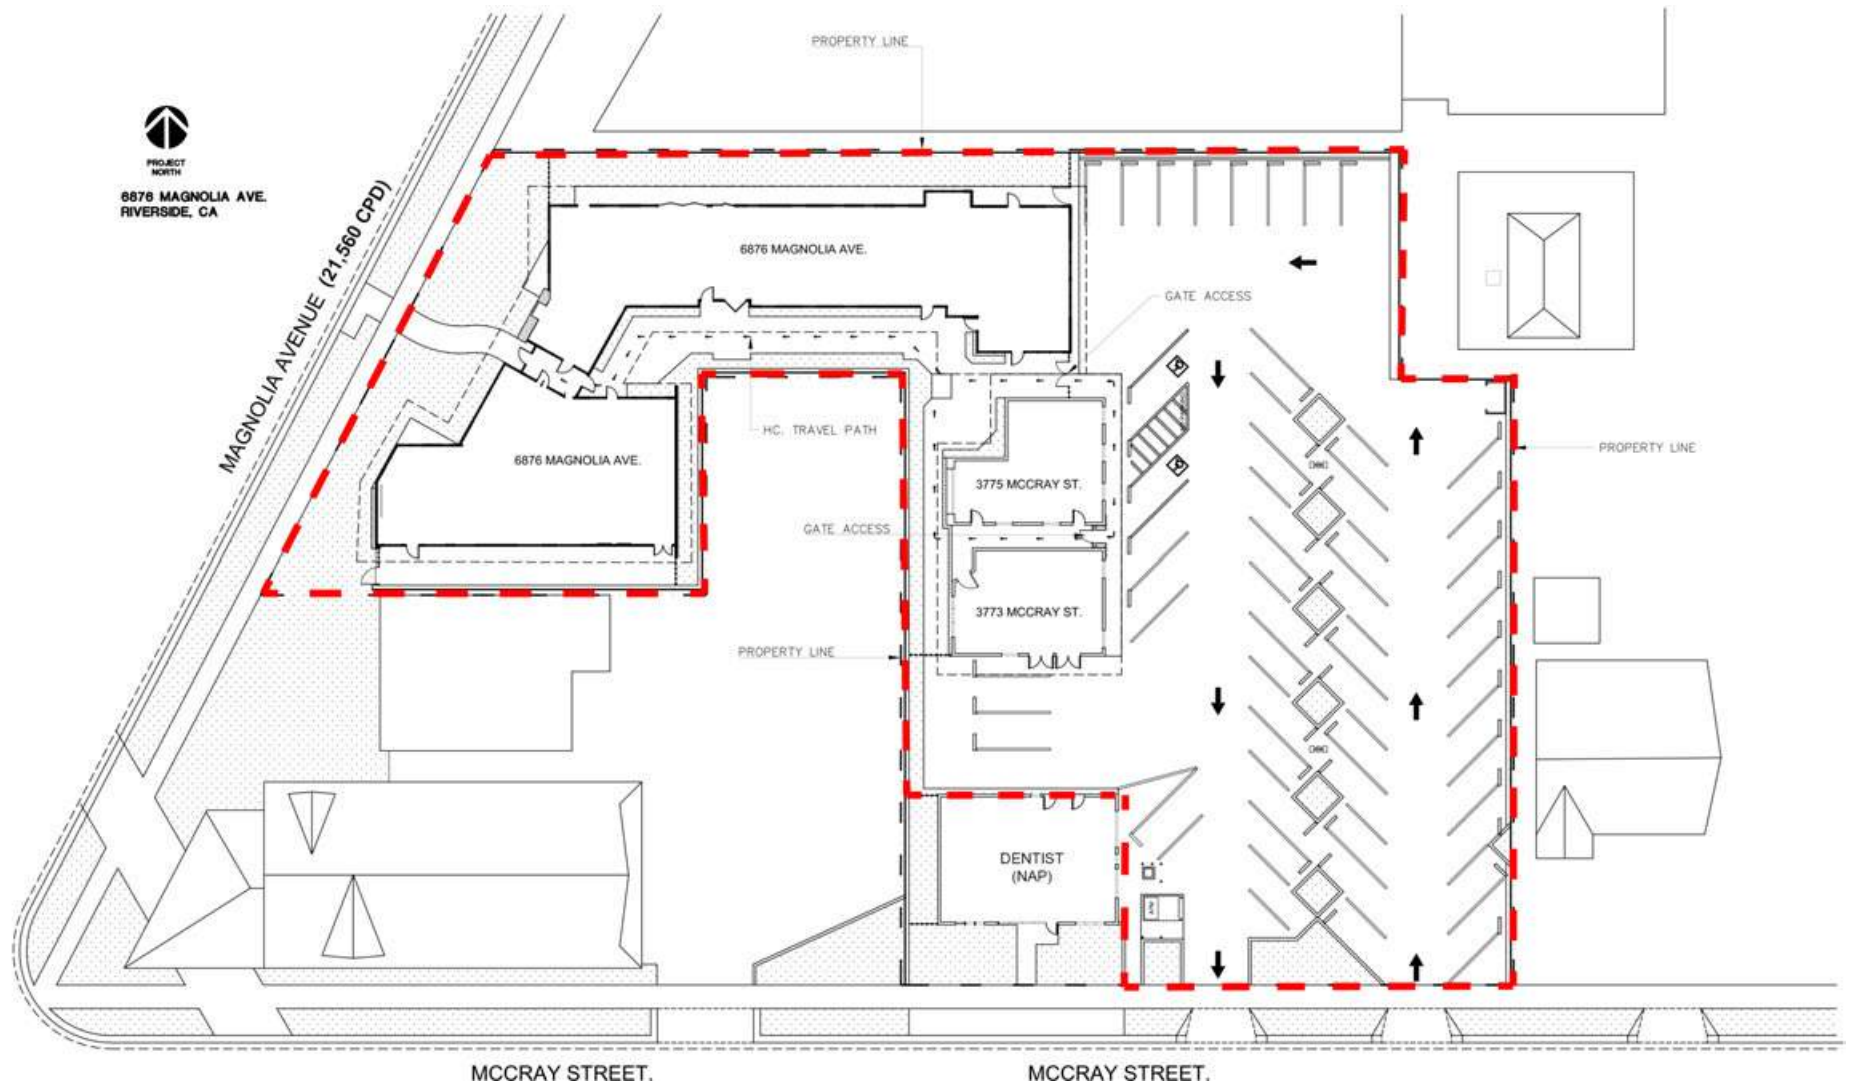 PROPERTY LINE
PROJECT
NORTH
6876 MAGNOLIA AVE.
RIVERSIDE, CA
MAGNOLIA AVENUE (21,560 CPD)
6876 MAGNOLIA AVE.
GATE ACCESS
HC. TRAVEL PATH
6876 MAGNOLIA AVE.
PROPERTY LINE
3775 MCCRAY ST.
GATE ACCESS
3773 MCCRAY ST.
PROPERTY LINE
DENTIST
(NAP)
MCCRAY STREET.
MCCRAY STREET.